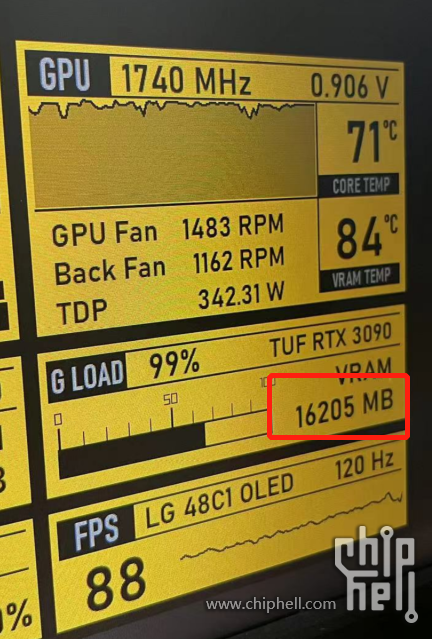 GPU 1740 MHz 0.906 V
71°C
CORE TEMP
GPU Fan 1483 RPM
Back Fan 1162 RPM
TDP 342.31 W
84°C
VRAM TEMP
G LOAD 99% TUF RTX 3090
VRAM
16205 MB
0 50
FPS LG 48C1 OLED 120 Hz
88
0%
chip hell
www.chiphell.com